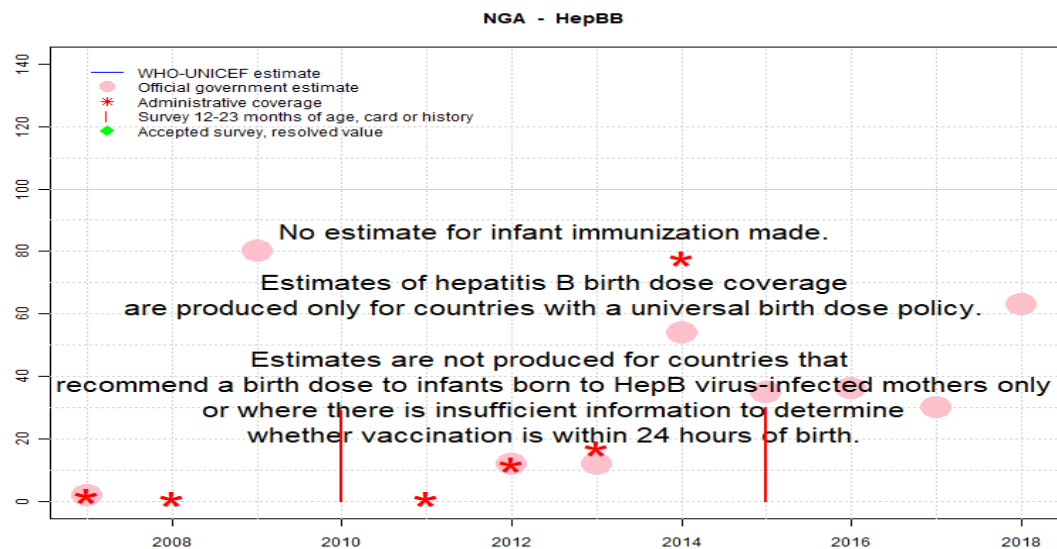 NGA - HepBB
WHO-UNICEF estimate
Official government estimate
Administrative coverage
Survey 12-23 months of age, card or history
Accepted survey, resolved value
140
120
100
80
60
40
20
0
No estimate for infant immunization made.
Estimates of hepatitis B birth dose coverage
are produced only for countries with a universal birth dose policy.
Estimates are not produced for countries that
recommend a birth dose to infants born to HepB virus-infected mothers only
or where there is insufficient information to determine
whether vaccination is within 24 hours of birth.
2008 2010 2012 2014 2016 2018